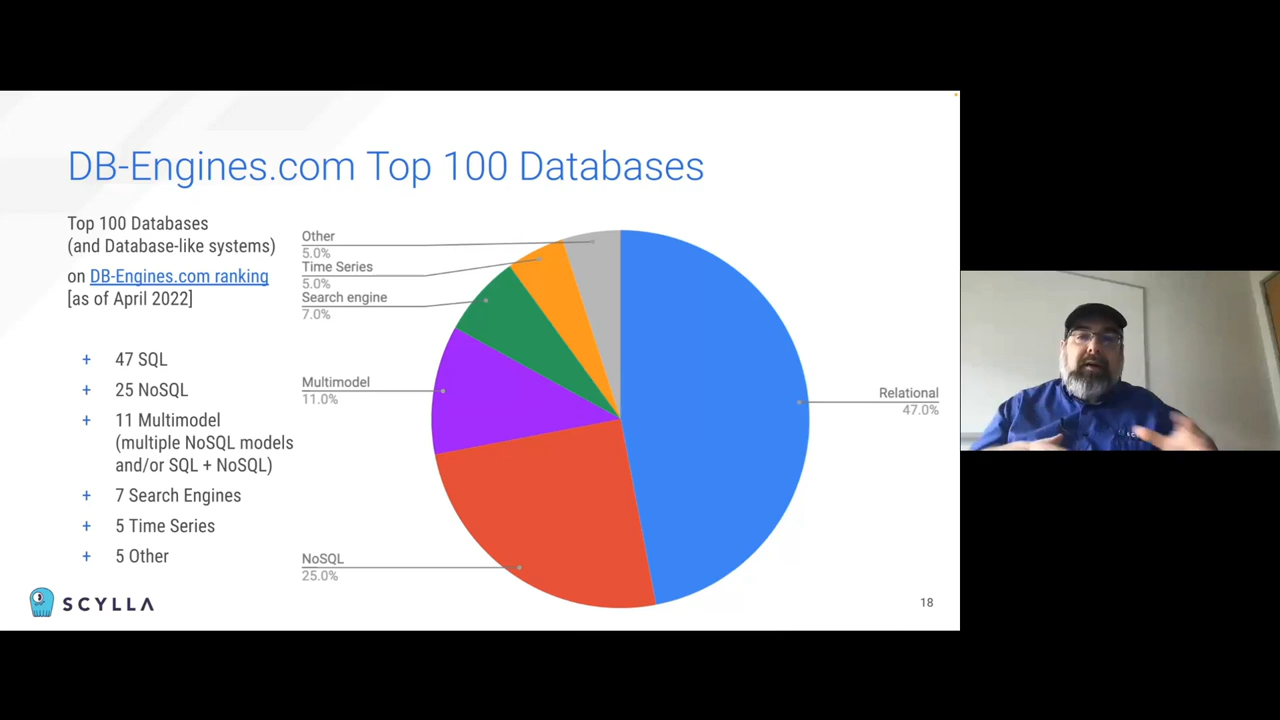 DB-Engines.com Top 100 Databases
Top 100 Databases
(and Database-like systems)
on DB-Engines.com ranking
[as of April 2022]
+ 47 SQL
+ 25 NoSQL
+ 11 Multimodel
(multiple NoSQL models
and/or SQL + NoSQL)
+ 7 Search Engines
+ 5 Time Series
+ 5 Other
Other
5.0%
Time Series
5.0%
Search engine
7.0%
Multimodel
11.0%
NoSQL
25.0%
Relational
47.0%
SCYLLA
18